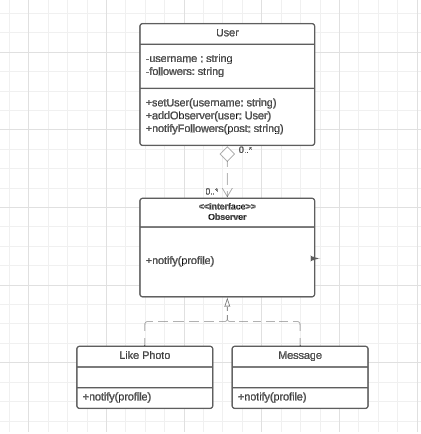 User
-username : string
-followers: string
+setUser(username: string)
+addObserver(user: User)
+notifyFollowers(post: string)
0..*
0..*
<<Interface>>
Observer
+notify(profile)
Like Photo
Message
+notify(profile)
+notify(profile)